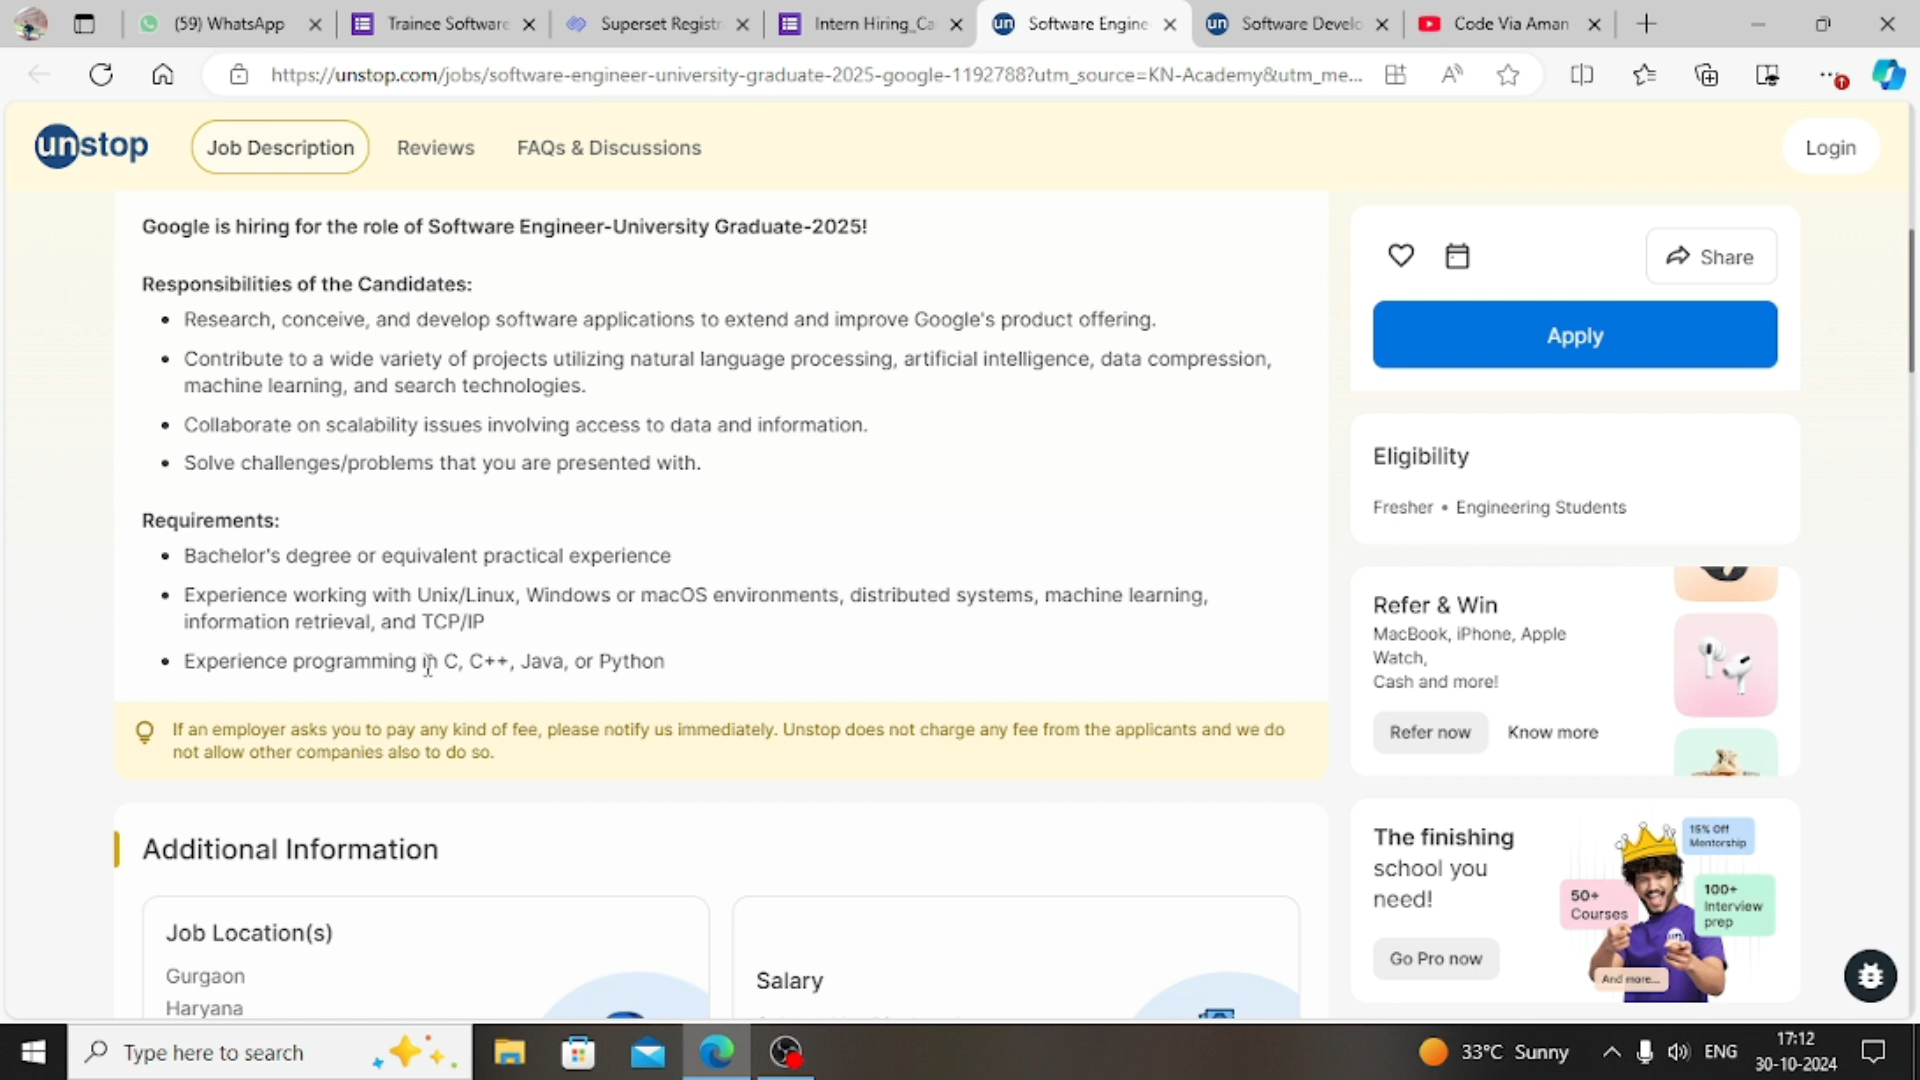 (59) WhatsApp
Trainee Software
Superset Registr
Intern Hiring_Ca
Software Engine
Software Develo
Code Via Aman
https://unstop.com/jobs/software-engineer-university-graduate-2025-google-1192788?utm_source=KN-Academy&utm_me...
unstop
Job Description
Reviews
FAQs & Discussions
Login
Google is hiring for the role of Software Engineer-University Graduate-2025!
Responsibilities of the Candidates:
Research, conceive, and develop software applications to extend and improve Google's product offering.
Contribute to a wide variety of projects utilizing natural language processing, artificial intelligence, data compression,
machine learning, and search technologies.
Collaborate on scalability issues involving access to data and information.
Solve challenges/problems that you are presented with.
Requirements:
Bachelor's degree or equivalent practical experience
Experience working with Unix/Linux, Windows or macOS environments, distributed systems, machine learning,
information retrieval, and TCP/IP
Experience programming in C, C++, Java, or Python
If an employer asks you to pay any kind of fee, please notify us immediately. Unstop does not charge any fee from the applicants and we do
not allow other companies also to do so.
Additional Information
Job Location(s)
Gurgaon
Haryana
Salary
Share
Apply
Eligibility
Fresher • Engineering Students
Refer & Win
MacBook, iPhone, Apple
Watch,
Cash and more!
Refer now
Know more
The finishing
school you
need!
Go Pro now
15% Off
Mentorship
50+
Courses
100+
Interview
prep
And more...
un
Type here to search
33°C Sunny
ENG
17:12
30-10-2024